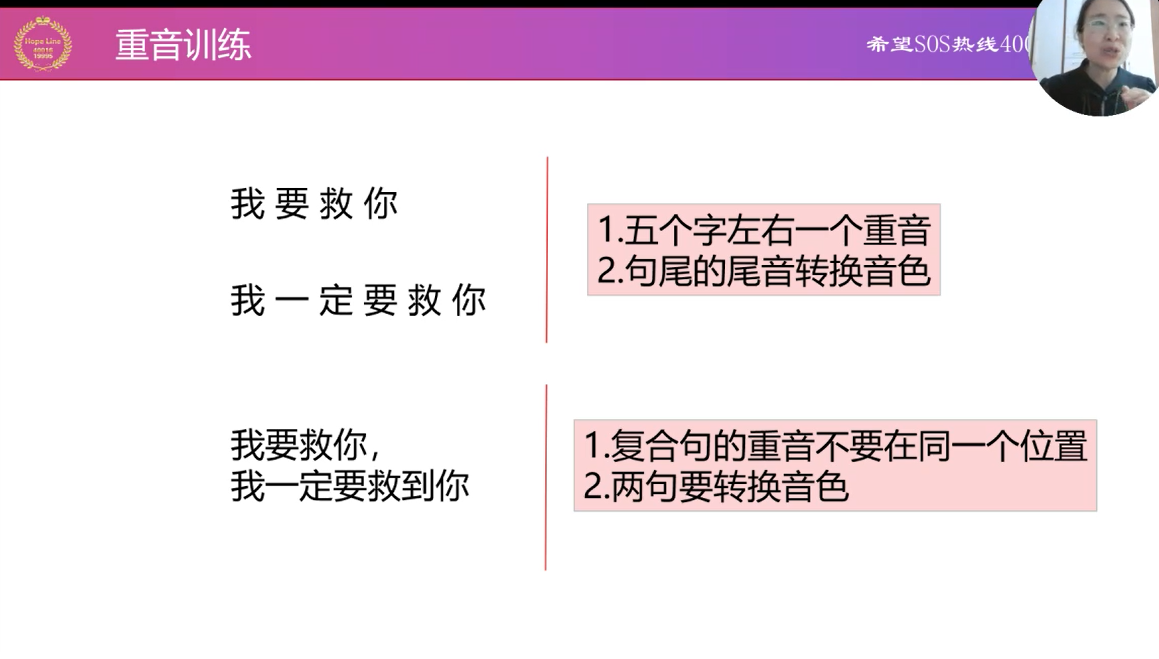 Hope Line
40016
19995
重音训练
希望SOS热线400
我要救你
我一定要救你
1.五个字左右一个重音
2.句尾的尾音转换音色
我要救你，
我一定要救到你
1.复合句的重音不要在同一个位置
2.两句要转换音色